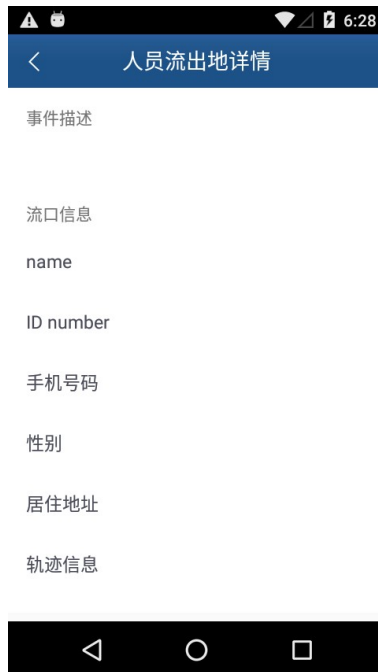 6:28
人员流出地详情
事件描述
流口信息
name
ID number
手机号码
性别
居住地址
轨迹信息